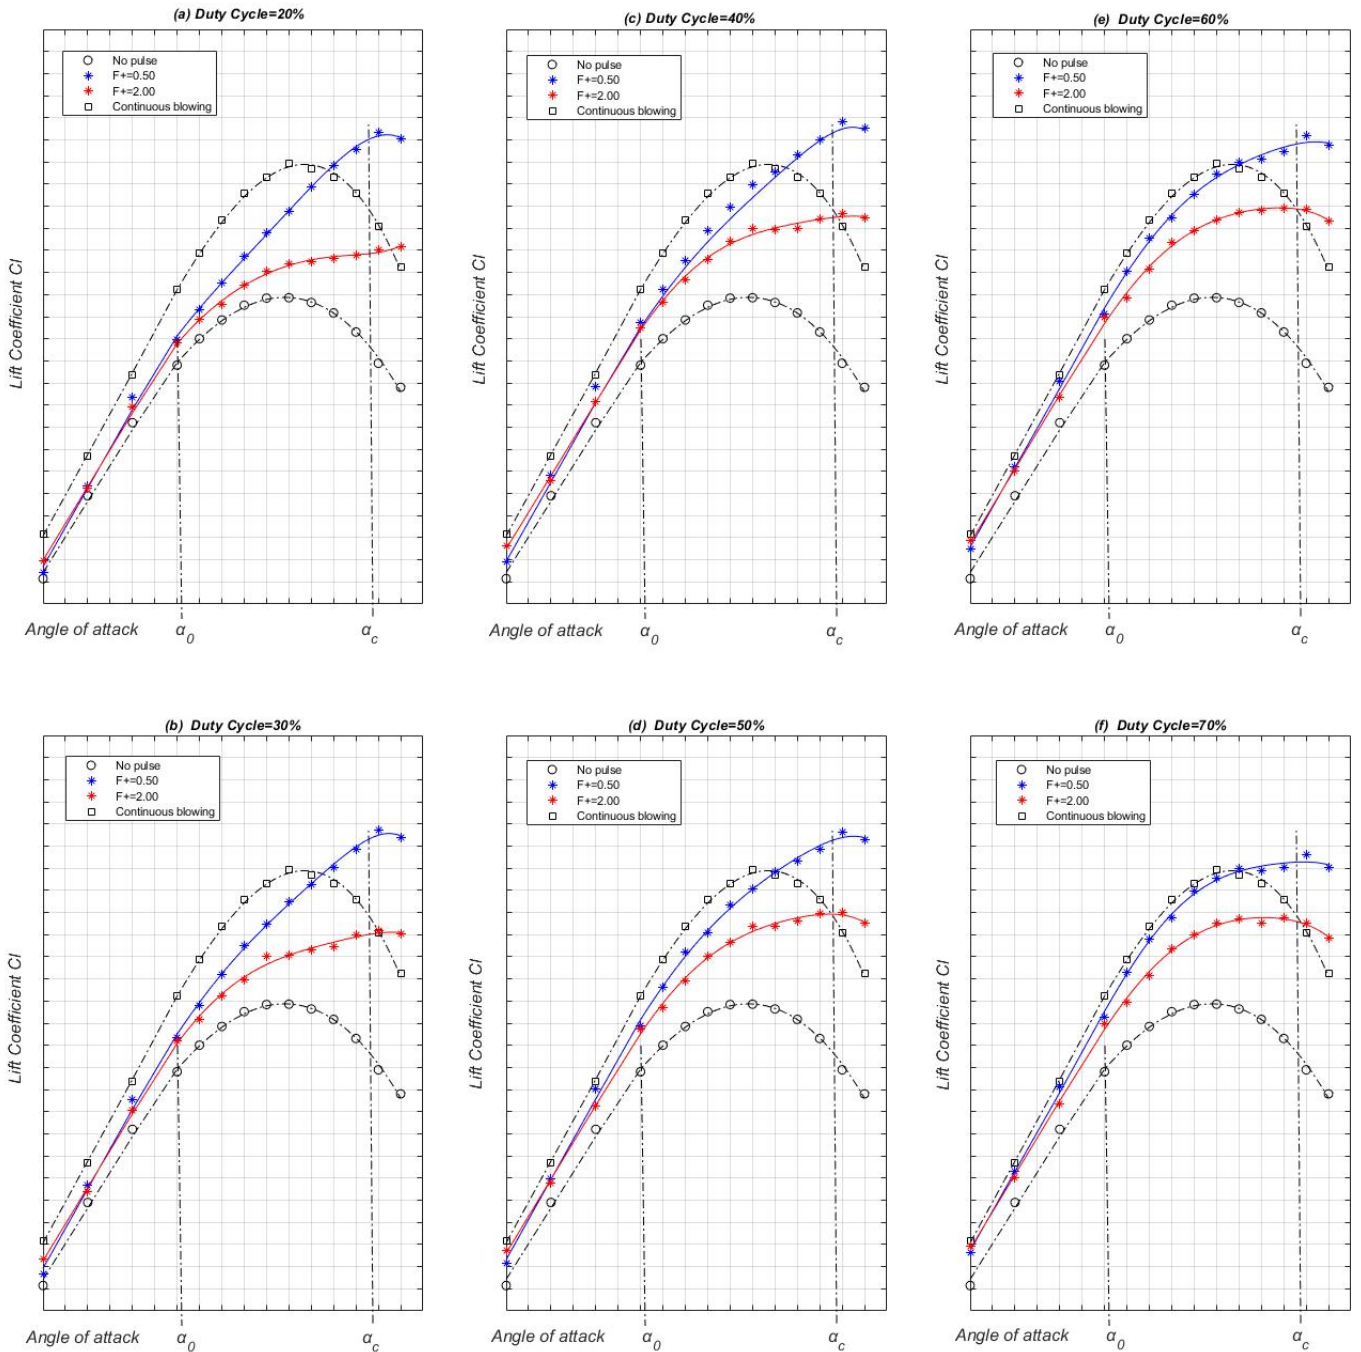 (a) Duty Cycle=20%
No pulse
F+=0.50
F+=2.00
Continuous blowing
Lift Coefficient Cl
Angle of attack
α0
αc
(c) Duty Cycle=40%
No pulse
F+=0.50
F+=2.00
Continuous blowing
Lift Coefficient Cl
Angle of attack
α0
αc
(e) Duty Cycle=60%
No pulse
F+=0.50
F+=2.00
Continuous blowing
Lift Coefficient Cl
Angle of attack
α0
αc
(b) Duty Cycle=30%
No pulse
F+=0.50
F+=2.00
Continuous blowing
Lift Coefficient Cl
Angle of attack
α0
αc
(d) Duty Cycle=50%
No pulse
F+=0.50
F+=2.00
Continuous blowing
Lift Coefficient Cl
Angle of attack
α0
αc
(f) Duty Cycle=70%
No pulse
F+=0.50
F+=2.00
Continuous blowing
Lift Coefficient Cl
Angle of attack
α0
αc